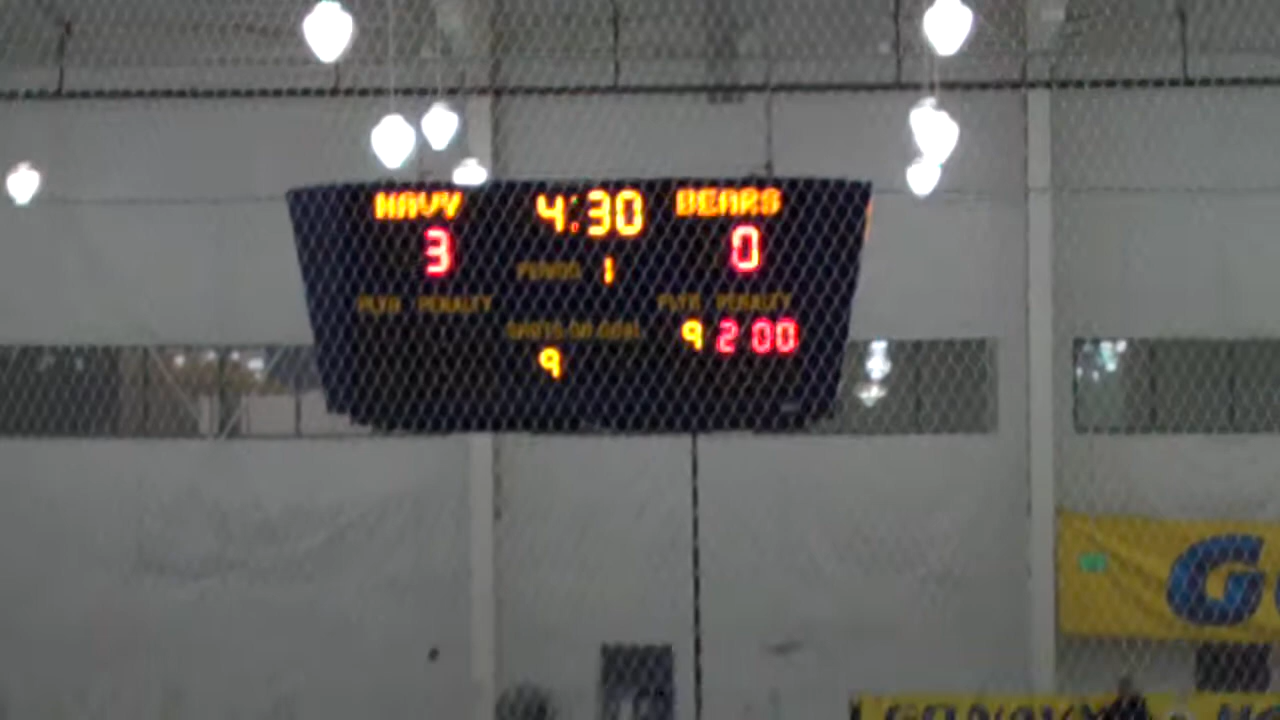 NAVY 4:30 BEARS
3 0
PERIOD 1
PLYR PENALTY PLYR PENALTY
SHOTS ON GOAL
9 2:00
9
G